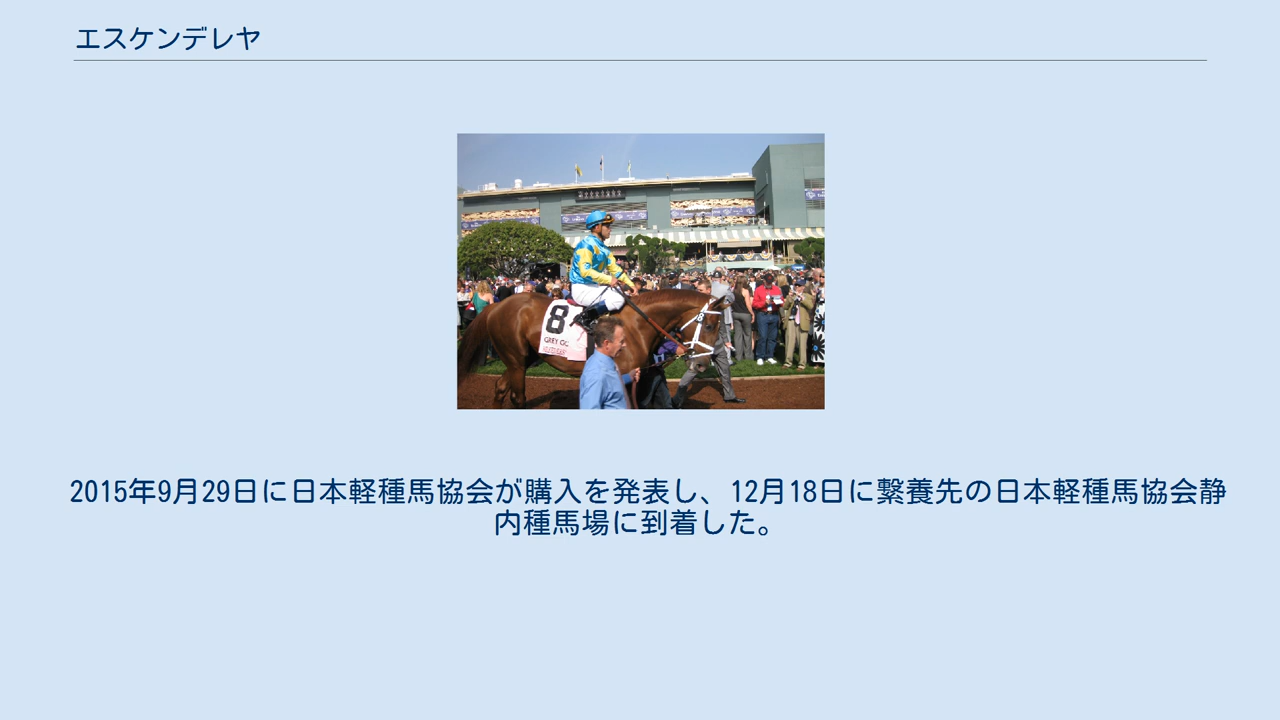 エスケンデレヤ
8
GREY GC
2015年9月29日に日本軽種馬協会が購入を発表し、12月18日に繋養先の日本軽種馬協会静
内種馬場に到着した。